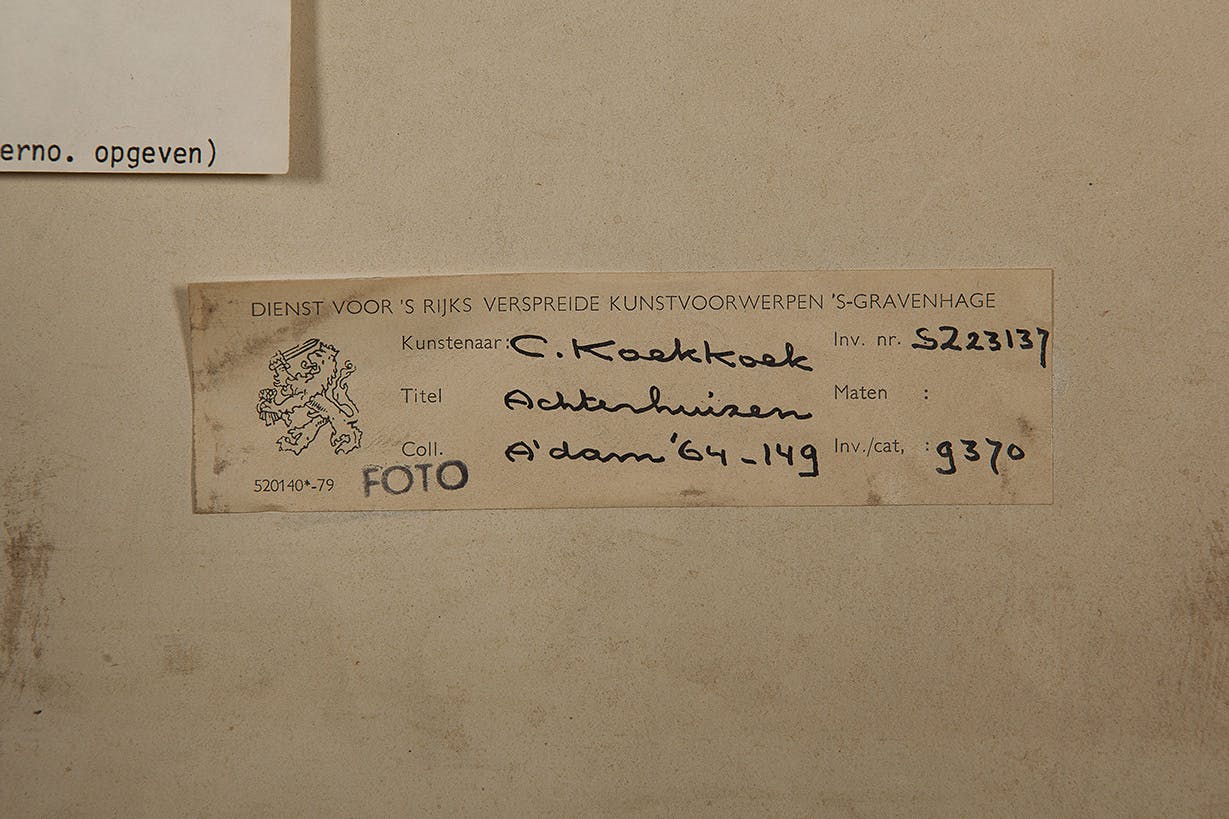 erno. opgeven)
DIENST VOOR 'S RIJKS VERSPREIDE KUNSTVOORWERPEN 'S-GRAVENHAGE
Kunstenaar: C. Koekkoek Inv. nr. SZ23137
Titel Achterhuizen Maten :
Coll. A'dam '64-149 Inv./cat, : 9370
520140*-79 FOTO